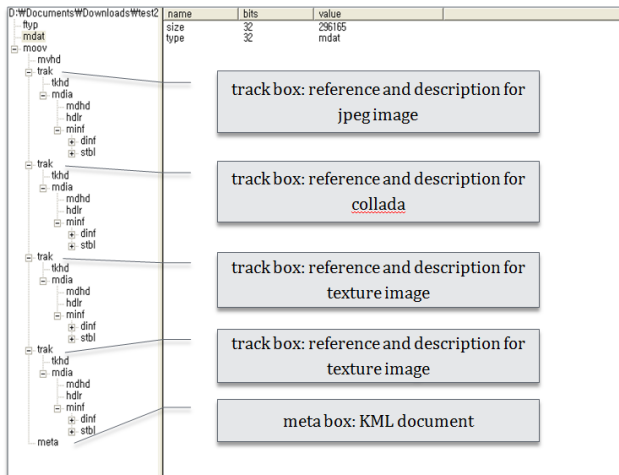 D:₩Documents₩Downloads₩test2
name bits value
ftyp
size 32 296165
mdat
type 32 mdat
moov
mvhd
trak
tkhd
mdia
mdhd
hdlr
minf
dinf
stbl
track box: reference and description for
jpeg image
trak
tkhd
mdia
mdhd
hdlr
minf
dinf
stbl
track box: reference and description for
collada
trak
tkhd
mdia
mdhd
hdlr
minf
dinf
stbl
track box: reference and description for
texture image
trak
tkhd
mdia
mdhd
hdlr
minf
dinf
stbl
track box: reference and description for
texture image
meta
meta box: KML document